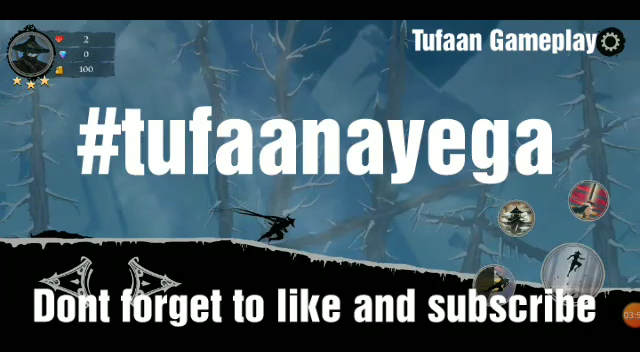 2
Tufaan Gameplay
0
100
#tufaanayega
Dont forget to like and subscribe